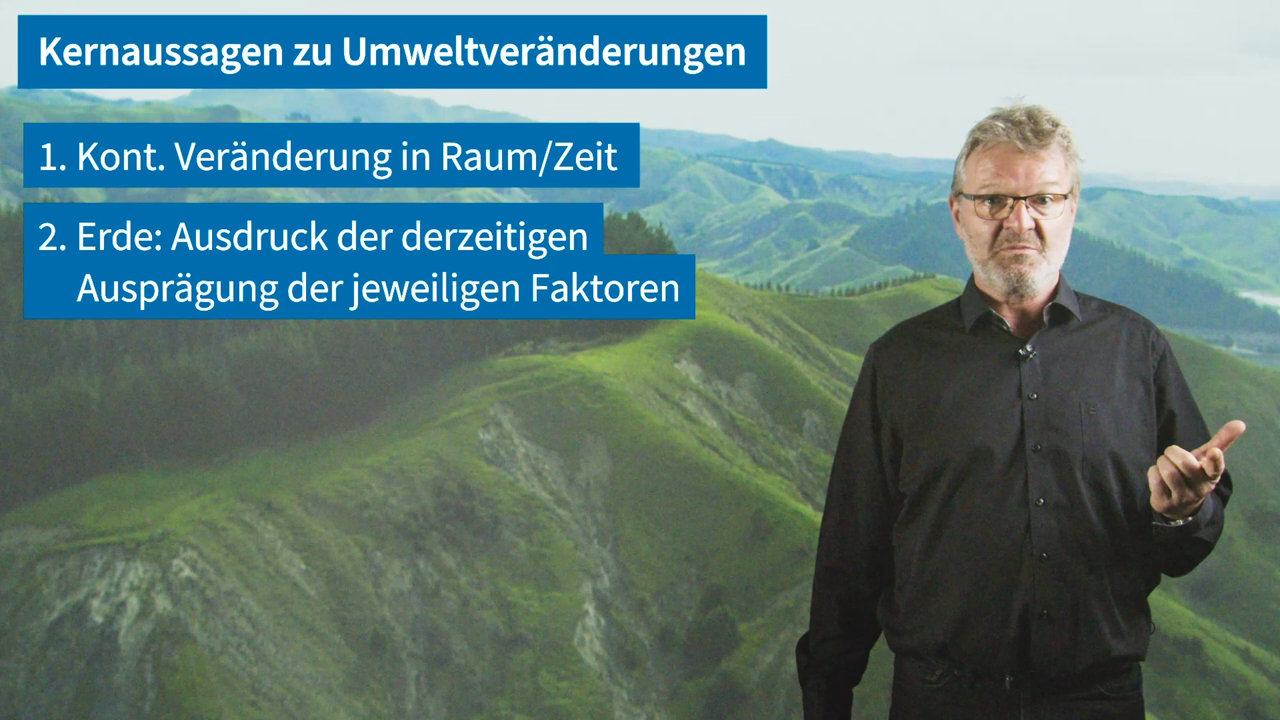 Kernaussagen zu Umweltveränderungen
1. Kont. Veränderung in Raum/Zeit
2. Erde: Ausdruck der derzeitigen
Ausprägung der jeweiligen Faktoren